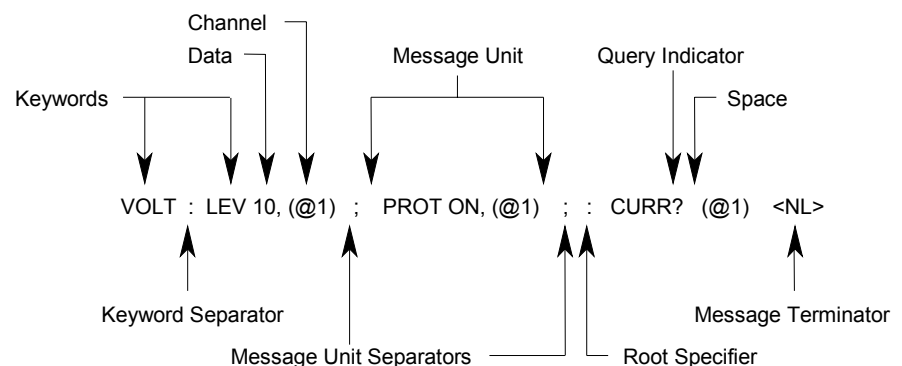 Channel
Data
Message Unit
Query Indicator
Keywords
Space
VOLT : LEV 10, (@1) ; PROT ON, (@1) ; : CURR? (@1) <NL>
Keyword Separator
Message Terminator
Message Unit Separators
Root Specifier